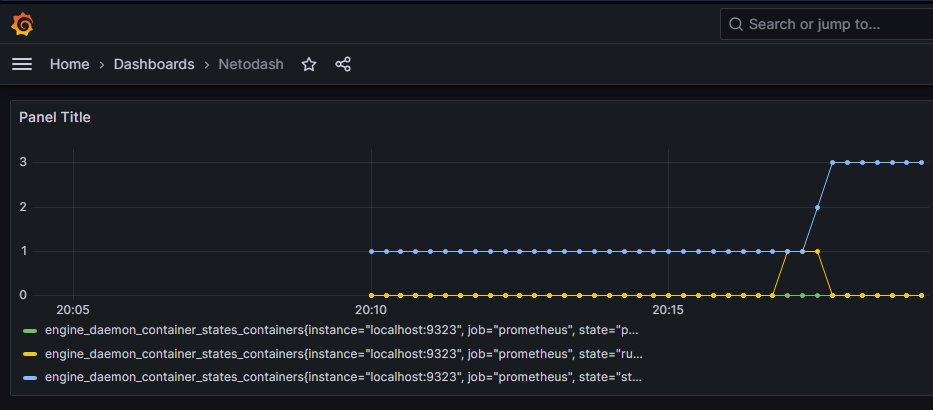 Search or jump to...
Home › Dashboards › Netodash
Panel Title
3
2
1
0
20:05 20:10 20:15
engine_daemon_container_states_containers{instance="localhost:9323", job="prometheus", state="p...
engine_daemon_container_states_containers{instance="localhost:9323", job="prometheus", state="ru...
engine_daemon_container_states_containers{instance="localhost:9323", job="prometheus", state="st...